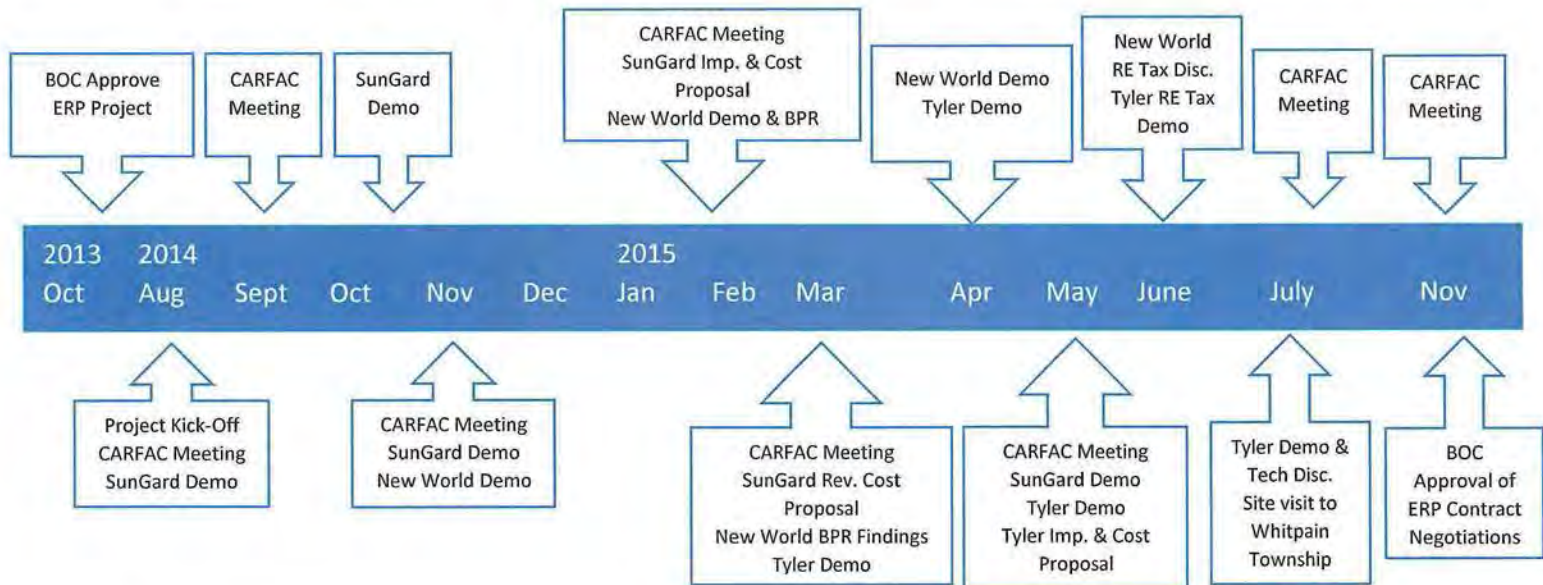 BOC Approve
ERP Project
CARFAC
Meeting
SunGard
Demo
CARFAC Meeting
SunGard Imp. & Cost
Proposal
New World Demo & BPR
New World Demo
Tyler Demo
New World
RE Tax Disc.
Tyler RE Tax
Demo
CARFAC
Meeting
CARFAC
Meeting
2013
2014
2015
Oct
Aug
Sept
Oct
Nov
Dec
Jan
Feb
Mar
Apr
May
June
July
Nov
Project Kick-Off
CARFAC Meeting
SunGard Demo
CARFAC Meeting
SunGard Demo
New World Demo
CARFAC Meeting
SunGard Rev. Cost
Proposal
New World BPR Findings
Tyler Demo
CARFAC Meeting
SunGard Demo
Tyler Demo
Tyler Imp. & Cost
Proposal
Tyler Demo &
Tech Disc.
Site visit to
Whitpain
Township
BOC
Approval of
ERP Contract
Negotiations